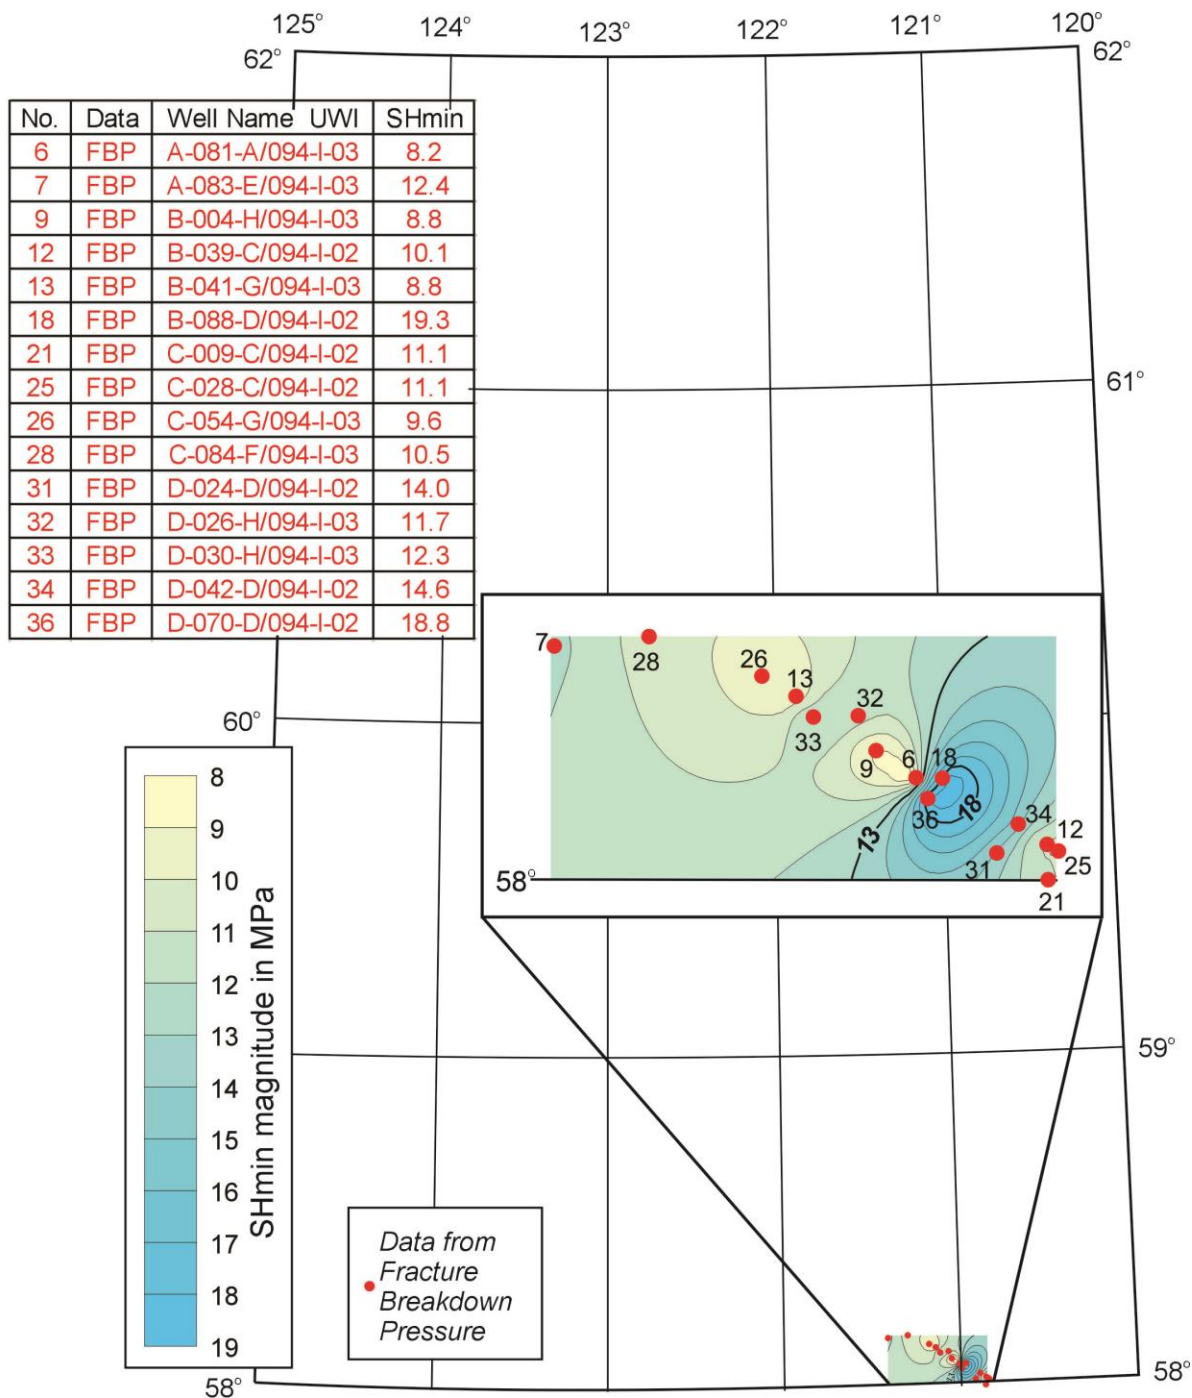 125° 124° 123° 122° 121° 120°
62° 62°
No. Data Well Name UWI SHmin
6 FBP A-081-A/094-I-03 8.2
7 FBP A-083-E/094-I-03 12.4
9 FBP B-004-H/094-I-03 8.8
12 FBP B-039-C/094-I-02 10.1
13 FBP B-041-G/094-I-03 8.8
18 FBP B-088-D/094-I-02 19.3
21 FBP C-009-C/094-I-02 11.1
25 FBP C-028-C/094-I-02 11.1
26 FBP C-054-G/094-I-03 9.6
28 FBP C-084-F/094-I-03 10.5
31 FBP D-024-D/094-I-02 14.0
32 FBP D-026-H/094-I-03 11.7
33 FBP D-030-H/094-I-03 12.3
34 FBP D-042-D/094-I-02 14.6
36 FBP D-070-D/094-I-02 18.8
61°
7
28
26
13
32
33
9
6
18
36
18
13
34
12
31
25
21
58°
60°
8
9
10
11
12
13
14
15
16
17
18
19
SHmin magnitude in MPa
59°
Data from
Fracture
Breakdown
Pressure
58° 58°